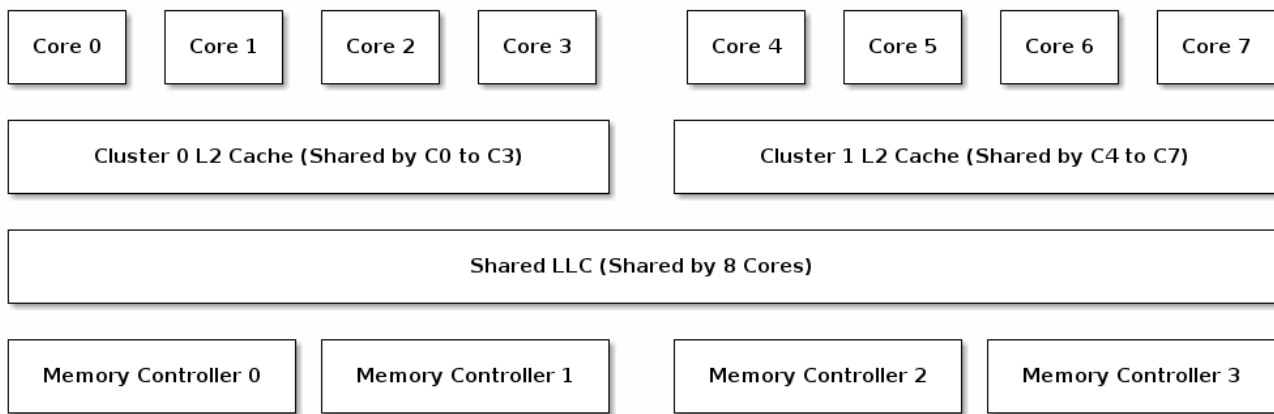 Core 0
Core 1
Core 2
Core 3
Core 4
Core 5
Core 6
Core 7
Cluster 0 L2 Cache (Shared by C0 to C3)
Cluster 1 L2 Cache (Shared by C4 to C7)
Shared LLC (Shared by 8 Cores)
Memory Controller 0
Memory Controller 1
Memory Controller 2
Memory Controller 3